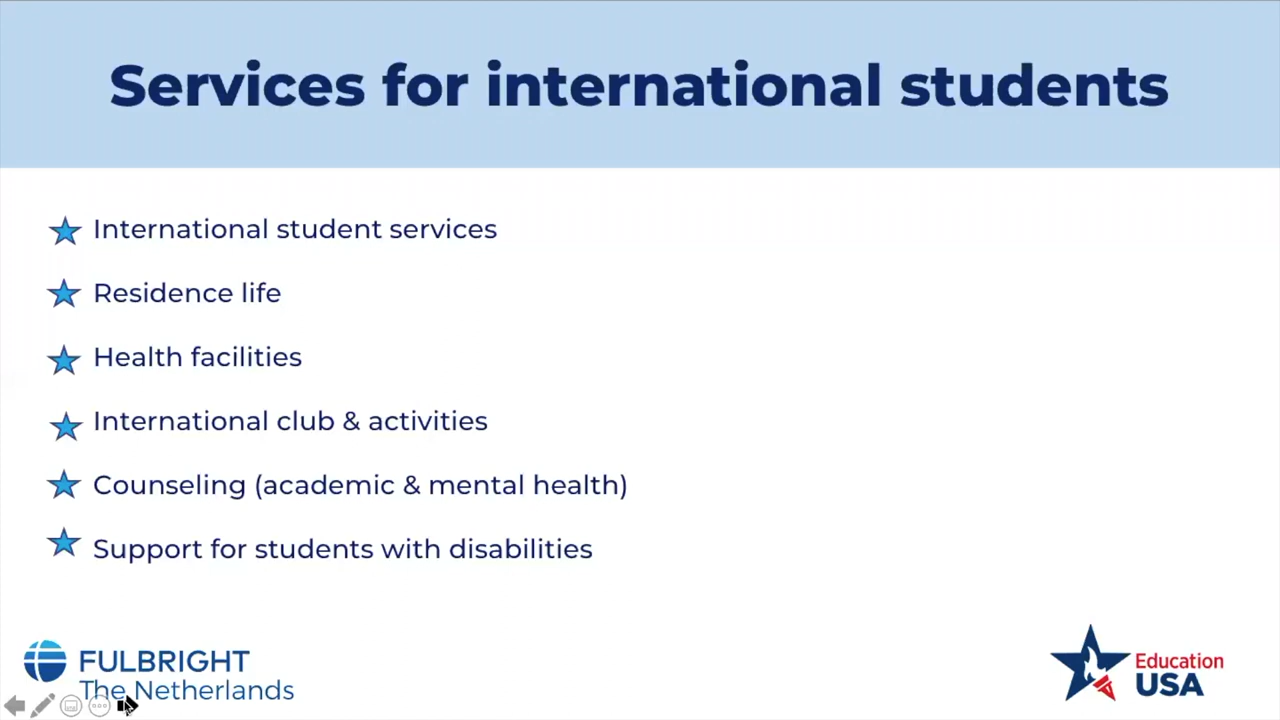 Services for international students
International student services
Residence life
Health facilities
International club & activities
Counseling (academic & mental health)
Support for students with disabilities
FULBRIGHT
The Netherlands
Education
USA